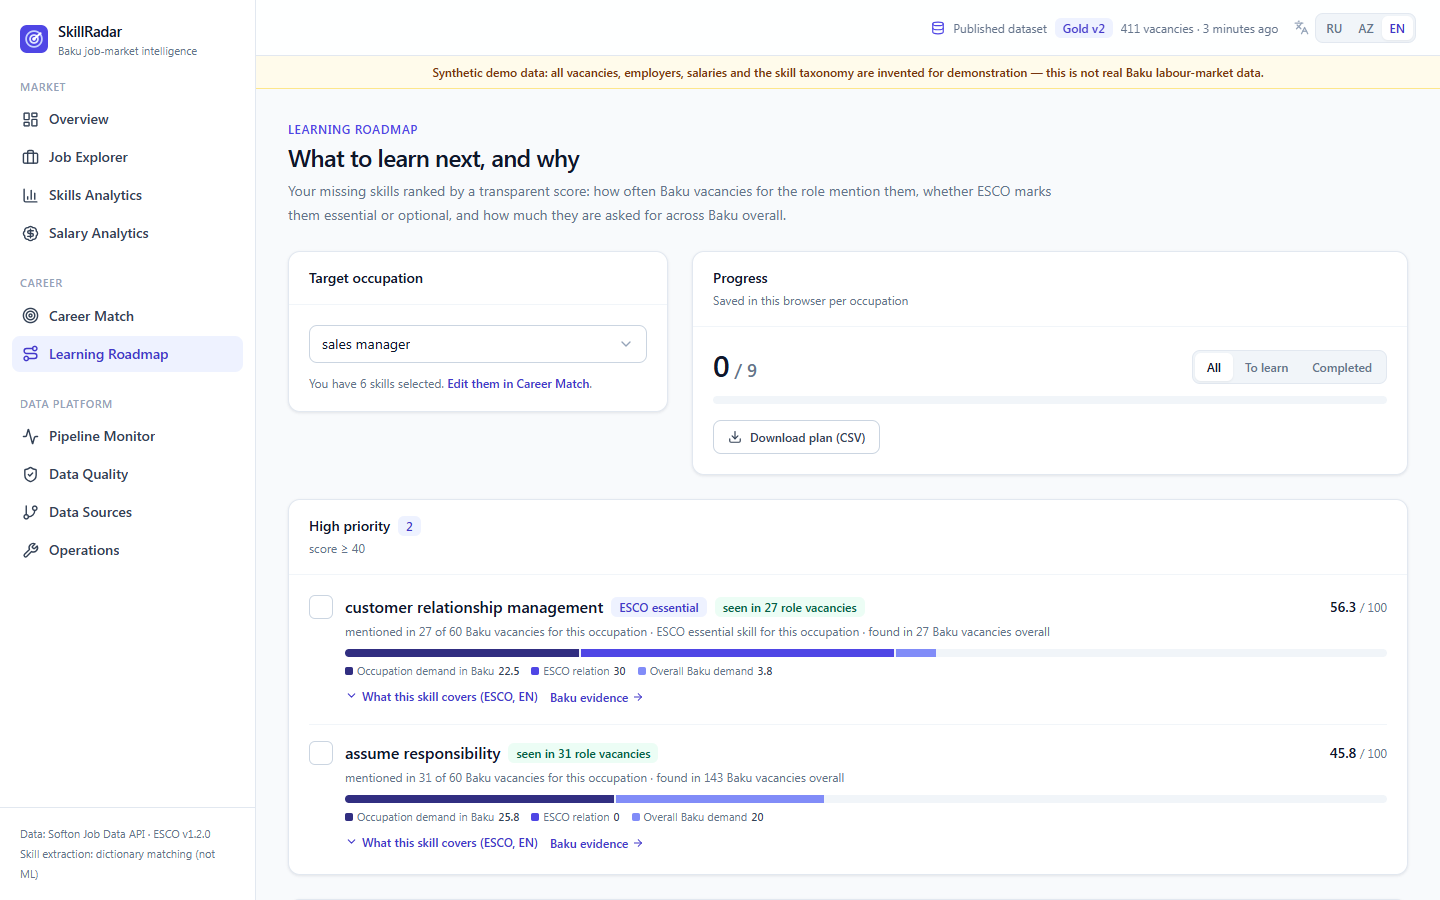 SkillRadar
Baku job-market intelligence
MARKET
Overview
Job Explorer
Skills Analytics
Salary Analytics
CAREER
Career Match
Learning Roadmap
DATA PLATFORM
Pipeline Monitor
Data Quality
Data Sources
Operations
Data: Softon Job Data API · ESCO v1.2.0
Skill extraction: dictionary matching (not
ML)
Published dataset Gold v2 411 vacancies · 3 minutes ago RU AZ EN
Synthetic demo data: all vacancies, employers, salaries and the skill taxonomy are invented for demonstration — this is not real Baku labour-market data.
LEARNING ROADMAP
What to learn next, and why
Your missing skills ranked by a transparent score: how often Baku vacancies for the role mention them, whether ESCO marks
them essential or optional, and how much they are asked for across Baku overall.
Target occupation
sales manager
You have 6 skills selected. Edit them in Career Match.
Progress
Saved in this browser per occupation
0 / 9
All To learn Completed
Download plan (CSV)
High priority 2
score ≥ 40
customer relationship management ESCO essential seen in 27 role vacancies 56.3 / 100
mentioned in 27 of 60 Baku vacancies for this occupation · ESCO essential skill for this occupation · found in 27 Baku vacancies overall
Occupation demand in Baku 22.5 ESCO relation 30 Overall Baku demand 3.8
What this skill covers (ESCO, EN) Baku evidence →
assume responsibility seen in 31 role vacancies 45.8 / 100
mentioned in 31 of 60 Baku vacancies for this occupation · found in 143 Baku vacancies overall
Occupation demand in Baku 25.8 ESCO relation 0 Overall Baku demand 20
What this skill covers (ESCO, EN) Baku evidence →